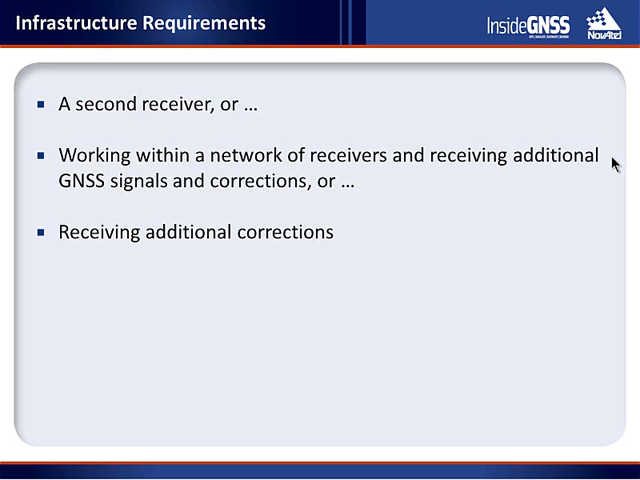 Infrastructure Requirements
InsideGNSS
NovAtel
A second receiver, or ...
Working within a network of receivers and receiving additional
GNSS signals and corrections, or ...
Receiving additional corrections